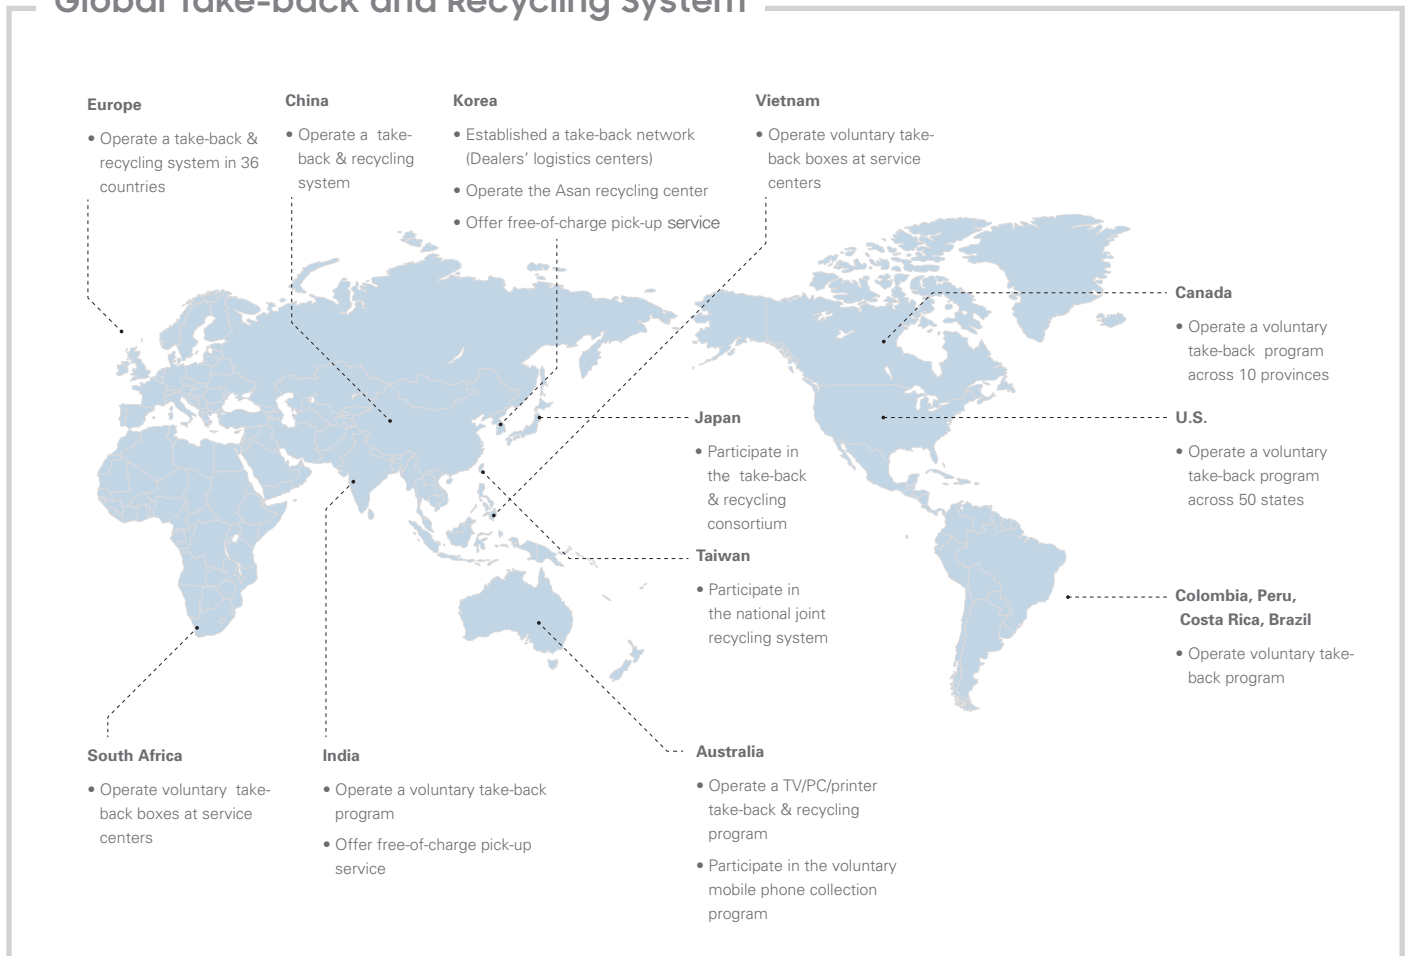 Global Take-back and Recycling System
Europe
• Operate a take-back &
recycling system in 36
countries
China
• Operate a take-
back & recycling
system
Korea
• Established a take-back network
(Dealers’ logistics centers)
• Operate the Asan recycling center
• Offer free-of-charge pick-up service
Vietnam
• Operate voluntary take-
back boxes at service
centers
Canada
• Operate a voluntary
take-back program
across 10 provinces
Japan
• Participate in
the take-back
& recycling
consortium
U.S.
• Operate a voluntary
take-back program
across 50 states
Taiwan
• Participate in
the national joint
recycling system
Colombia, Peru,
Costa Rica, Brazil
• Operate voluntary take-
back program
South Africa
• Operate voluntary take-
back boxes at service
centers
India
• Operate a voluntary take-back
program
• Offer free-of-charge pick-up
service
Australia
• Operate a TV/PC/printer
take-back & recycling
program
• Participate in the voluntary
mobile phone collection
program